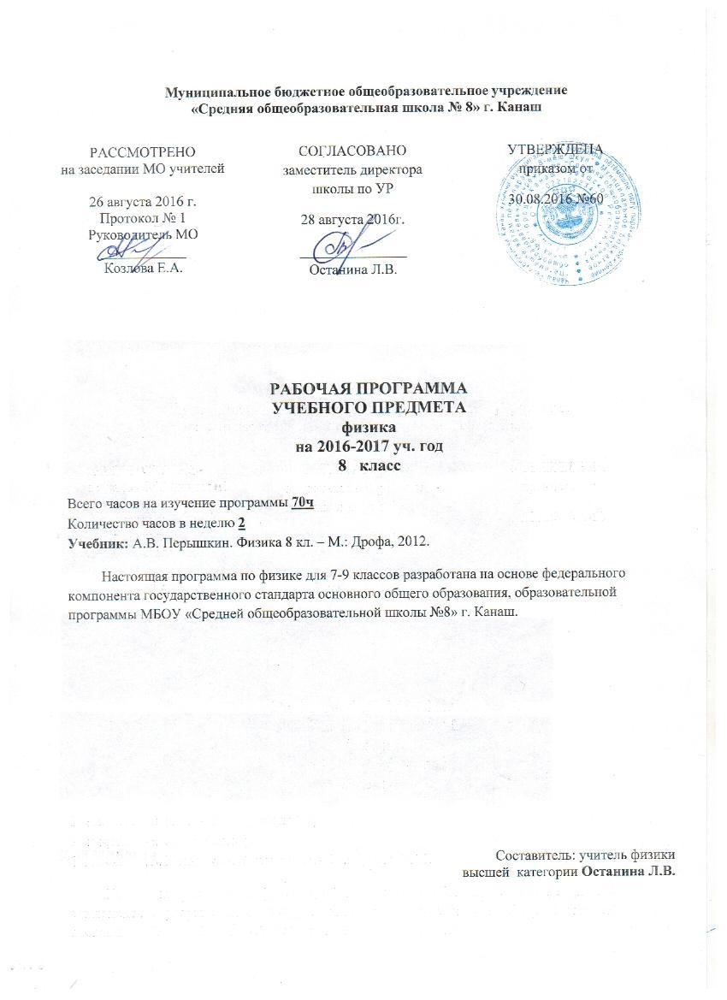 Муниципальное бюджетное общеобразовательное учреждение
«Средняя общеобразовательная школа № 8» г. Канаш
РАССМОТРЕНО
на заседании МО учителей
26 августа 2016 г.
Протокол № 1
Руководитель МО
Козлова Е.А.
СОГЛАСОВАНО
заместитель директора
школы по УР
28 августа 2016г.
Останина Л.В.
УТВЕРЖДЕНА
приказом от
30.08.2016 №60
РАБОЧАЯ ПРОГРАММА
УЧЕБНОГО ПРЕДМЕТА
физика
на 2016-2017 уч. год
8 класс
Всего часов на изучение программы 70ч
Количество часов в неделю 2
Учебник: А.В. Перышкин. Физика 8 кл. – М.: Дрофа, 2012.
Настоящая программа по физике для 7-9 классов разработана на основе федерального
компонента государственного стандарта основного общего образования, образовательной
программы МБОУ «Средней общеобразовательной школы №8» г. Канаш.
Составитель: учитель физики
высшей категории Останина Л.В.